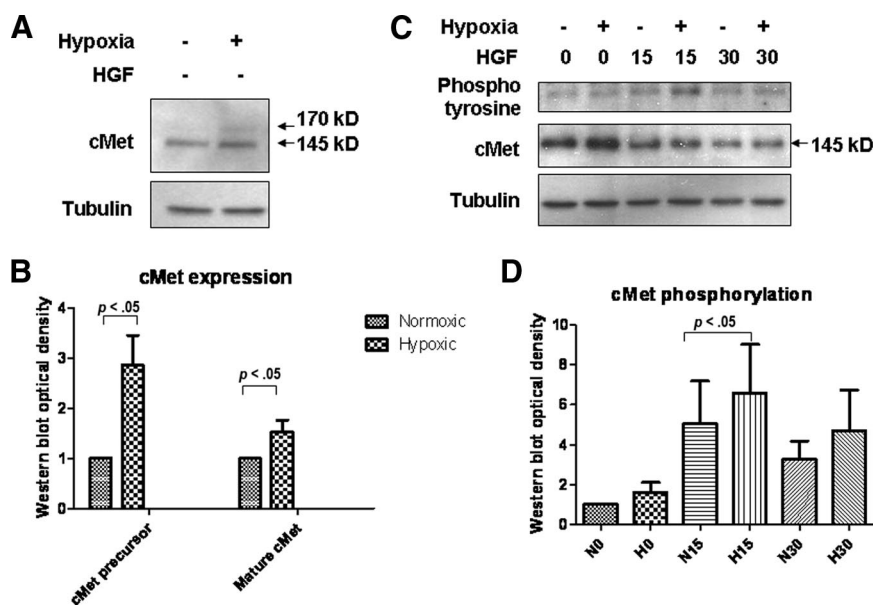 A
Hypoxia - +
HGF - -
cMet
170 kD
145 kD
Tubulin
B
cMet expression
Western blot optical density
4
3
2
1
0
p < .05
p < .05
cMet precursor
Mature cMet
Normoxic
Hypoxic
C
Hypoxia - + - + - +
HGF 0 0 15 15 30 30
Phospho
tyrosine
cMet
145 kD
Tubulin
D
cMet phosphorylation
Western blot optical density
10
8
6
4
2
0
p < .05
N0
H0
N15
H15
N30
H30